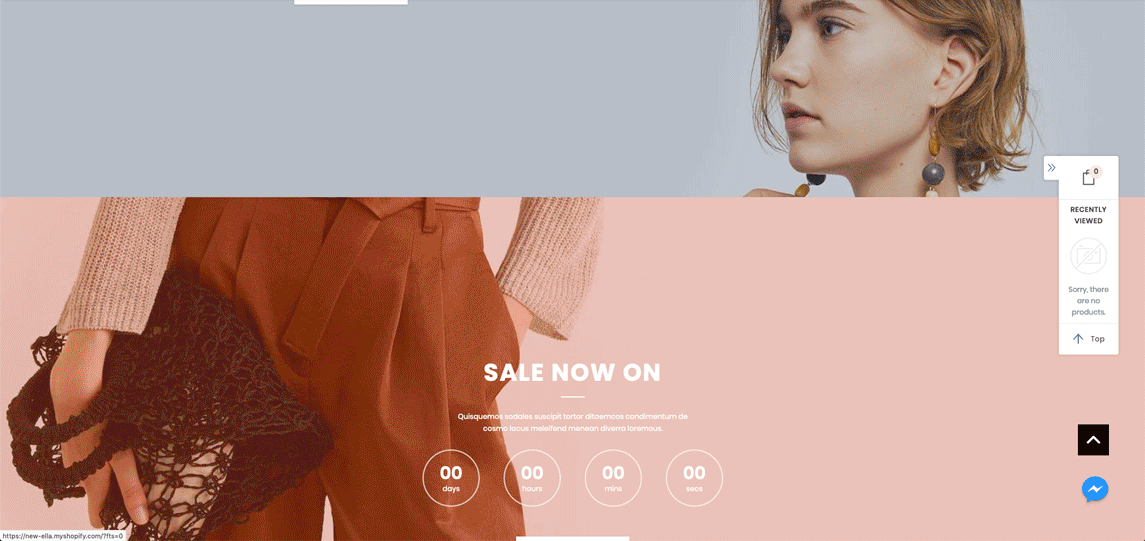 0
RECENTLY
VIEWED
Sorry, there
are no
products.
Top
SALE NOW ON
Quisquemos sodales suscipit tortor ditaemcos condimentum de
cosmo lacus meleifend menean diverra loremous.
00 00 00 00
days hours mins secs
https://new-ella.myshopify.com/?fts=0